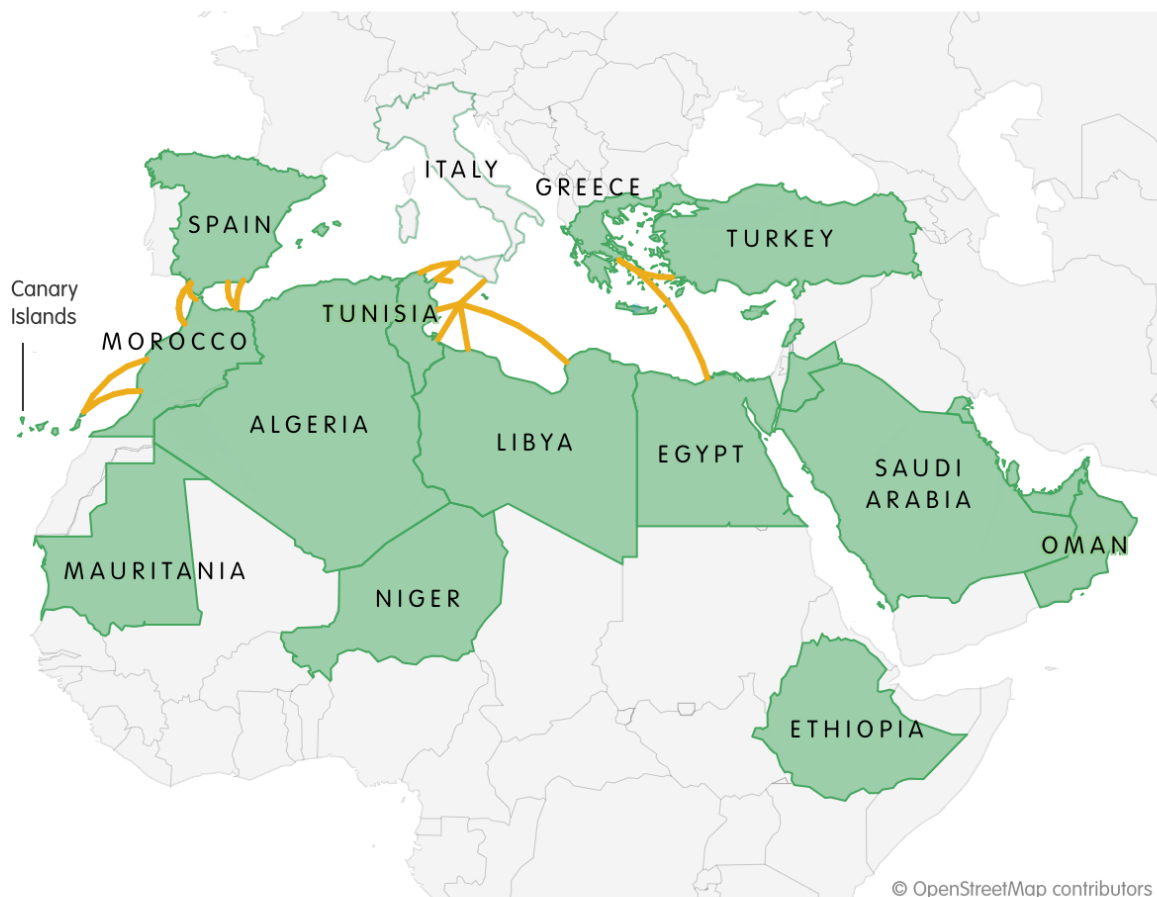 ITALY
GREECE
SPAIN
TURKEY
Canary
Islands
TUNISIA
MOROCCO
ALGERIA
LIBYA
EGYPT
SAUDI
ARABIA
OMAN
MAURITANIA
NIGER
ETHIOPIA
© OpenStreetMap contributors